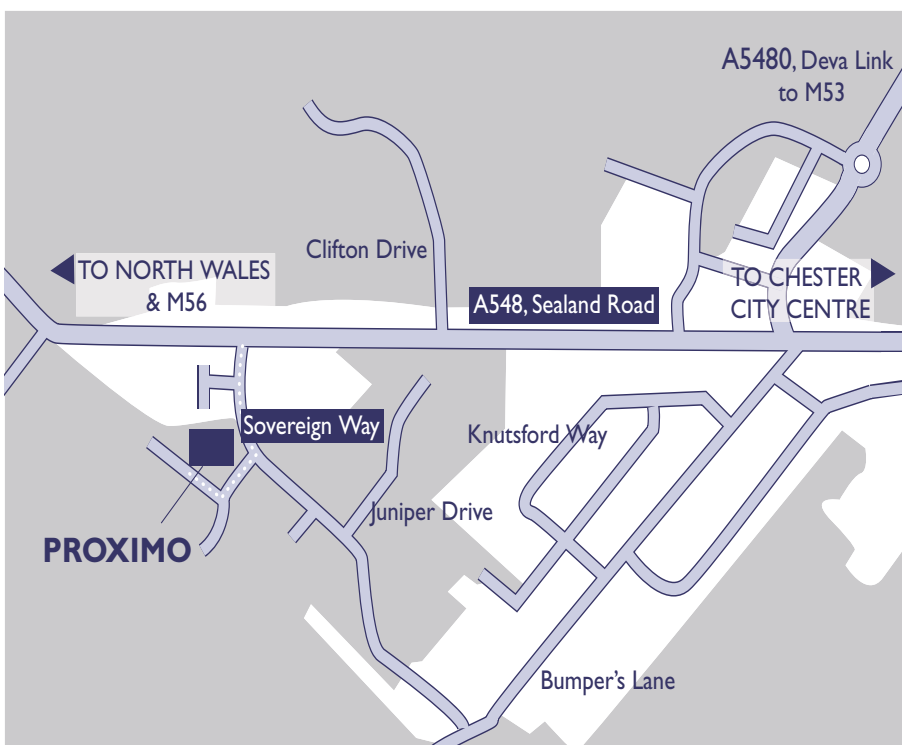 A5480, Deva Link
to M53
Clifton Drive
TO NORTH WALES
& M56
A548, Sealand Road
TO CHESTER
CITY CENTRE
Sovereign Way
Knutsford Way
Juniper Drive
PROXIMO
Bumper's Lane